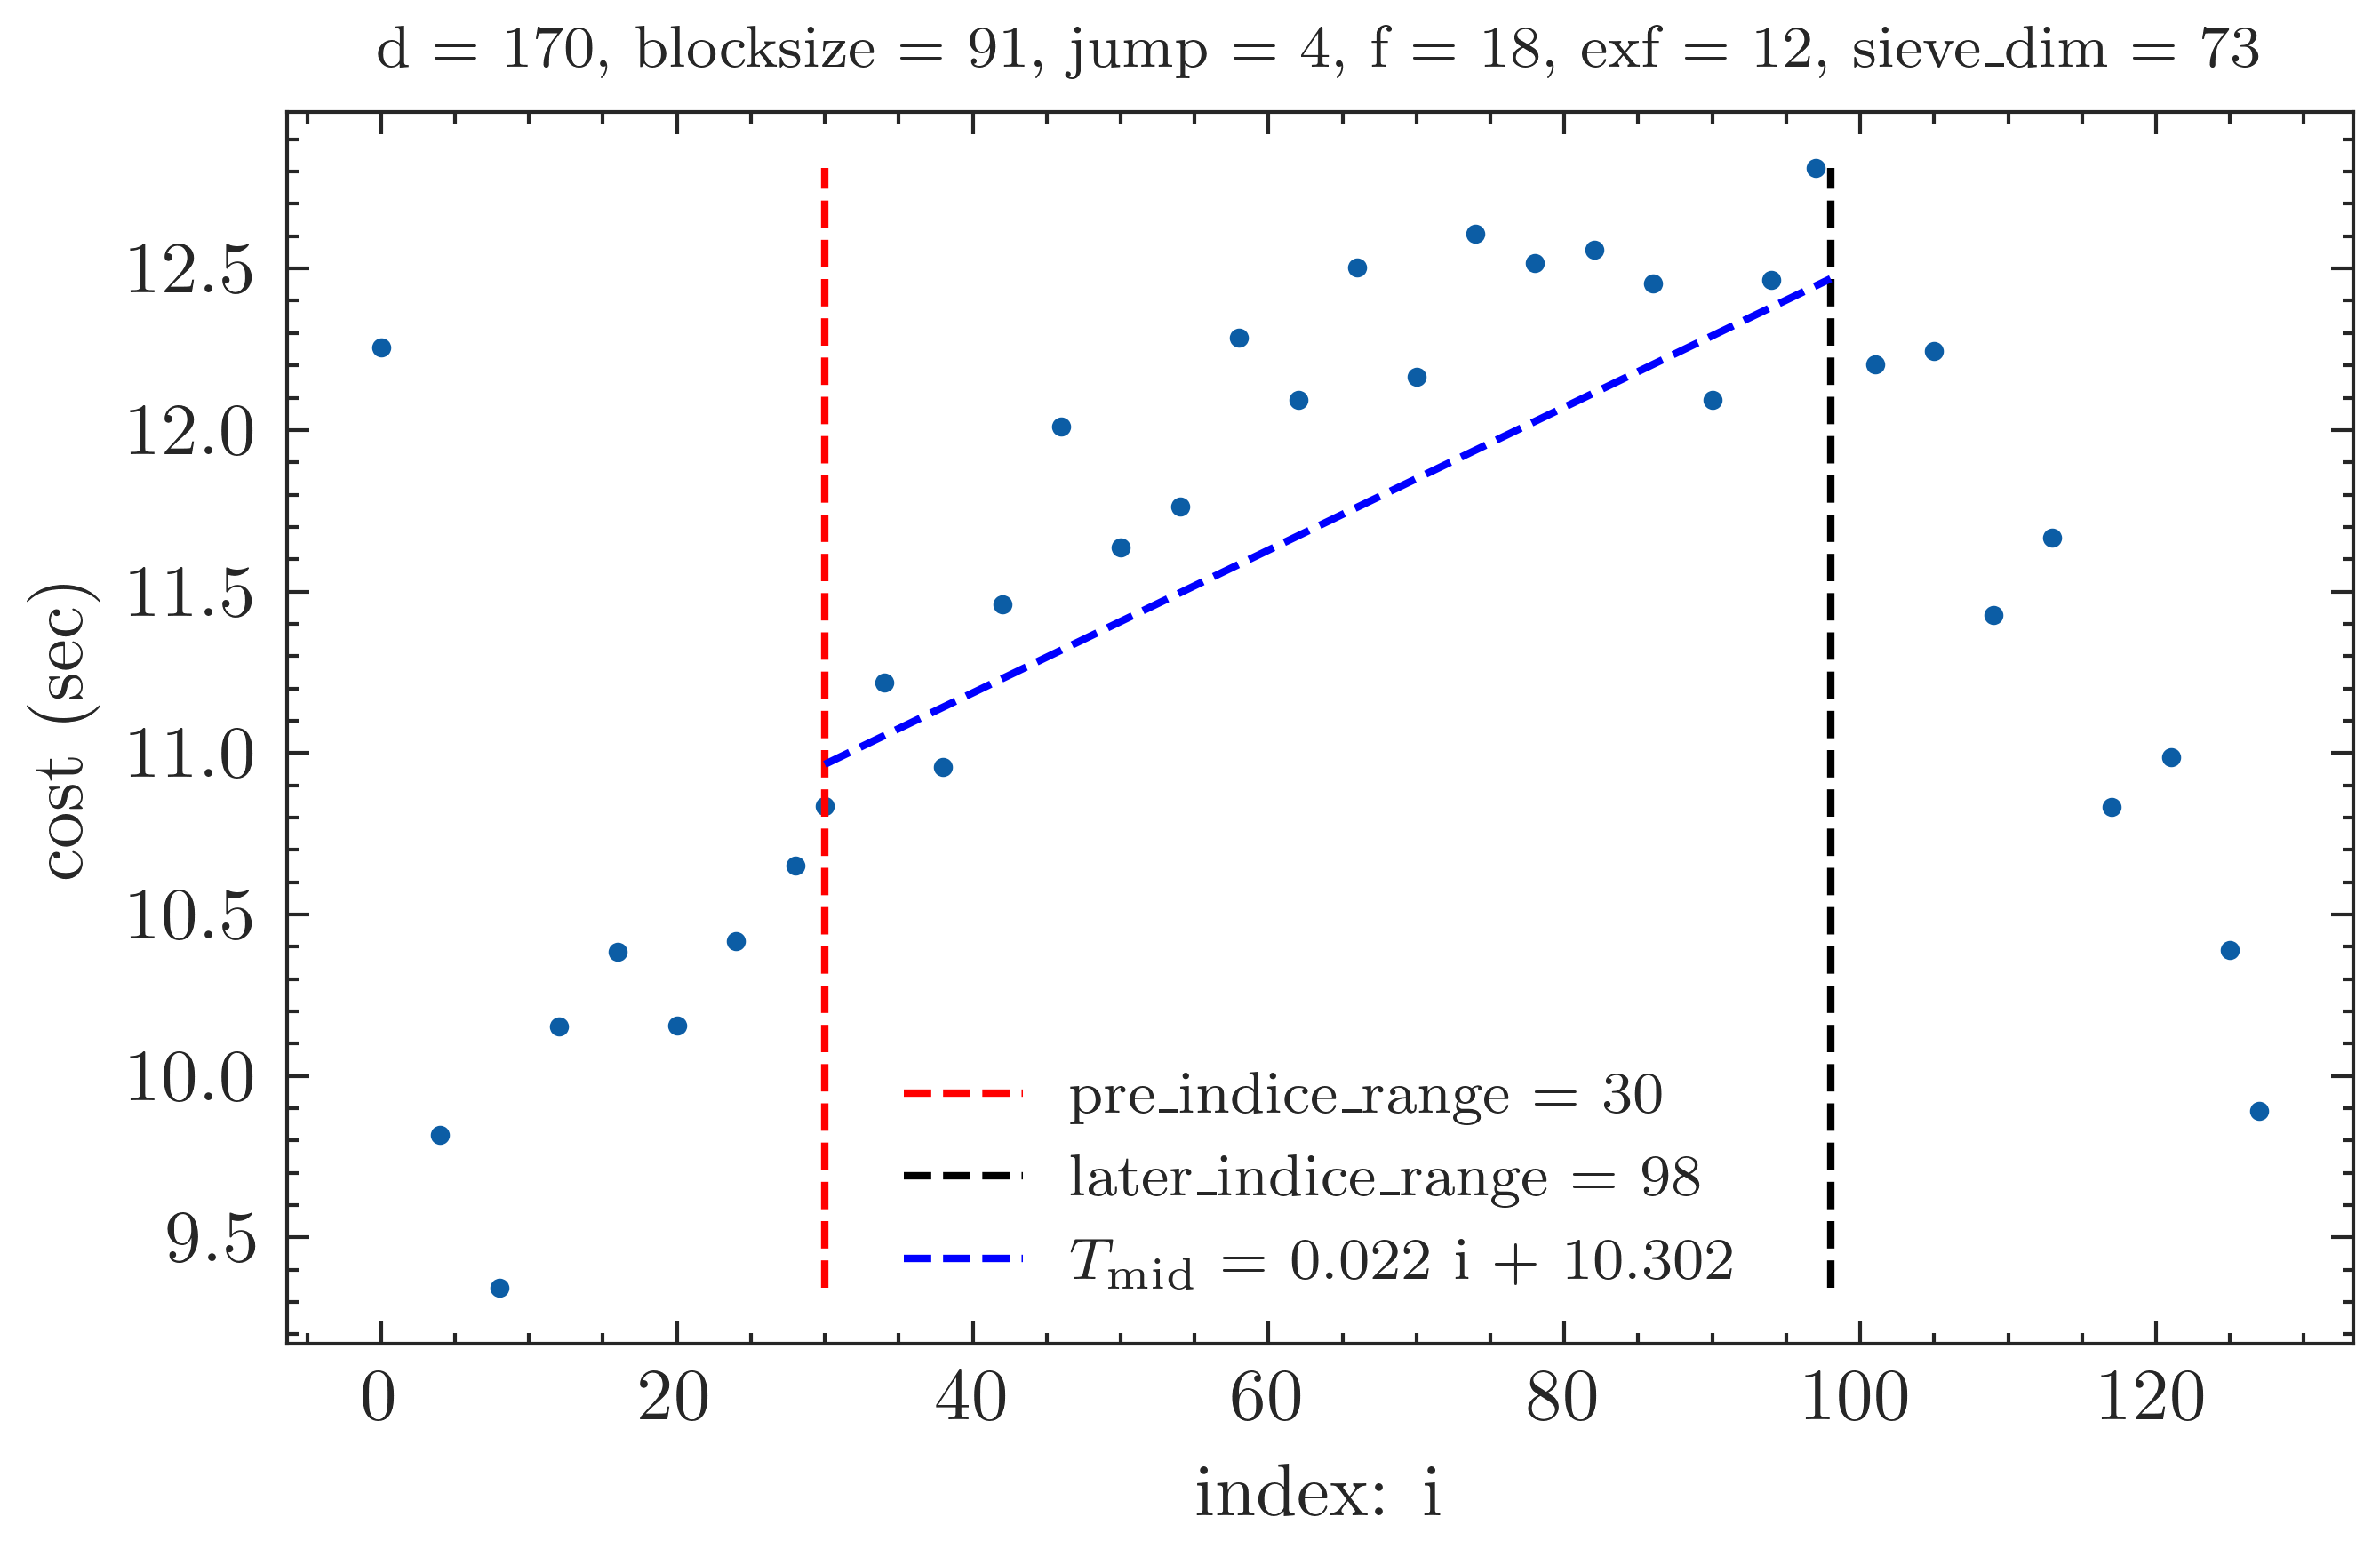 d = 170, blocksize = 91, jump = 4, f = 18, exf = 12, sieve_dim = 73
cost (sec)
12.5
12.0
11.5
11.0
10.5
10.0
9.5
pre_indice_range = 30
later_indice_range = 98
T_mid = 0.022 i + 10.302
0 20 40 60 80 100 120
index: i